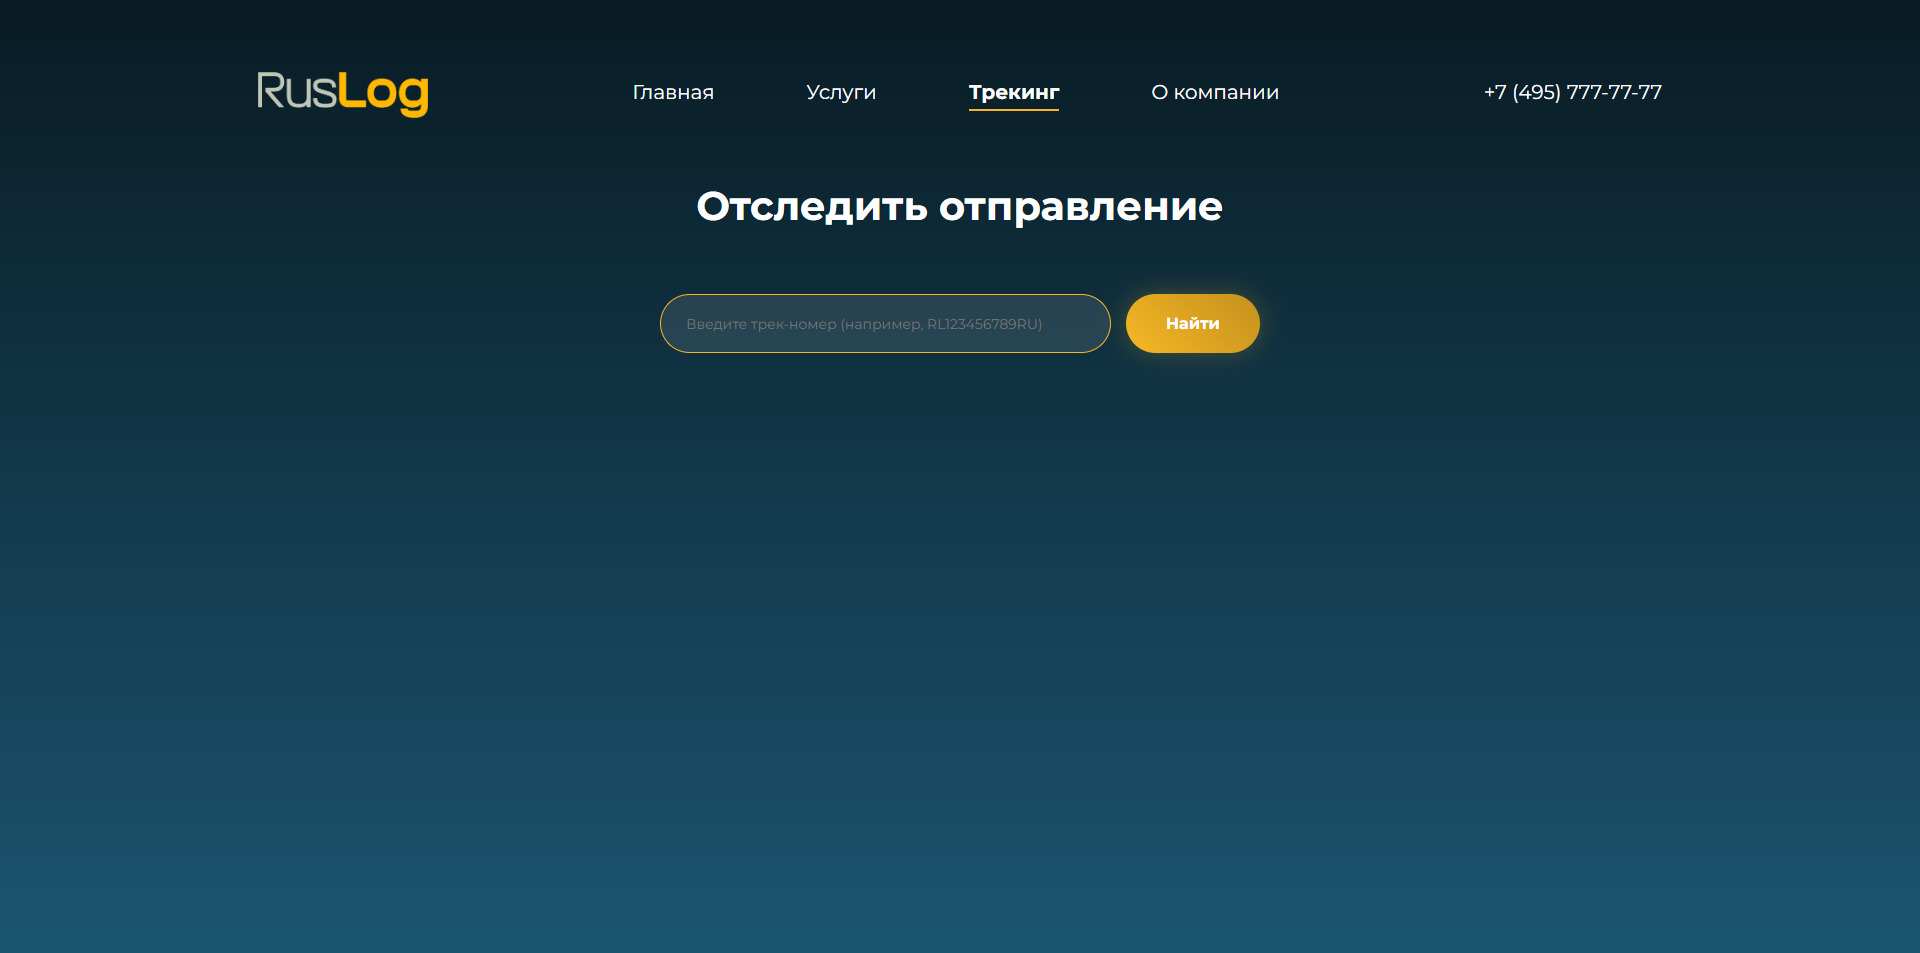 RusLog
Главная
Услуги
Трекинг
О компании
+7 (495) 777-77-77
Отследить отправление
Введите трек-номер (например, RL123456789RU)
Найти